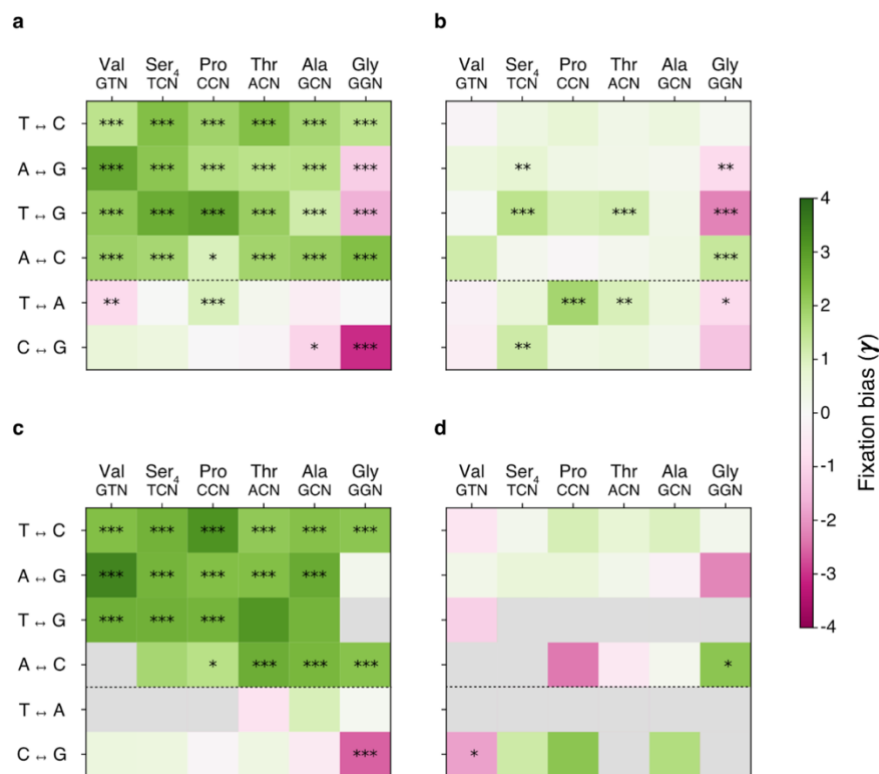 a
Val Ser4 Pro Thr Ala Gly
GTN TCN CCN ACN GCN GGN
T ↔ C *** *** *** *** *** ***
A ↔ G *** *** *** *** *** ***
T ↔ G *** *** *** *** *** ***
A ↔ C *** *** * *** *** ***
T ↔ A ** ***
C ↔ G * ***
b
Val Ser4 Pro Thr Ala Gly
GTN TCN CCN ACN GCN GGN
** **
*** *** ***
***
*** ** *
**
c
Val Ser4 Pro Thr Ala Gly
GTN TCN CCN ACN GCN GGN
T ↔ C *** *** *** *** *** ***
A ↔ G *** *** *** *** ***
T ↔ G *** *** ***
A ↔ C * *** *** ***
T ↔ A
C ↔ G ***
d
Val Ser4 Pro Thr Ala Gly
GTN TCN CCN ACN GCN GGN
*
*
4
3
2
1
0
-1
-2
-3
-4
Fixation bias (γ)